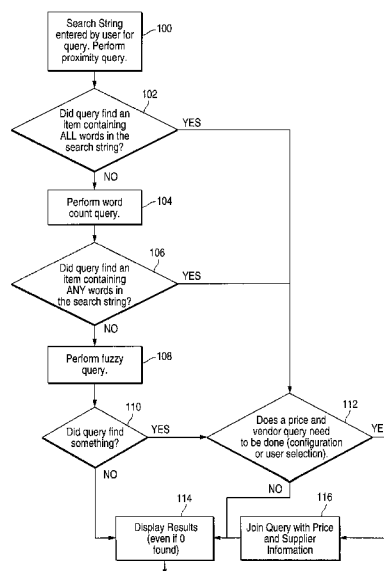 Search String
entered by user for
query. Perform
proximity query.
100
102
Did query find an
item containing
ALL words in the
search string?
YES
NO
Perform word
count query.
104
106
Did query find an
item containing
ANY words in
the search string?
YES
NO
Perform fuzzy
query.
108
110
Did query find
something?
YES
NO
112
Does a price and
vendor query need
to be done (configuration
or user selection).
YE
NO
114
Display Results
(even if 0
found)
116
Join Query with Price
and Supplier
Information